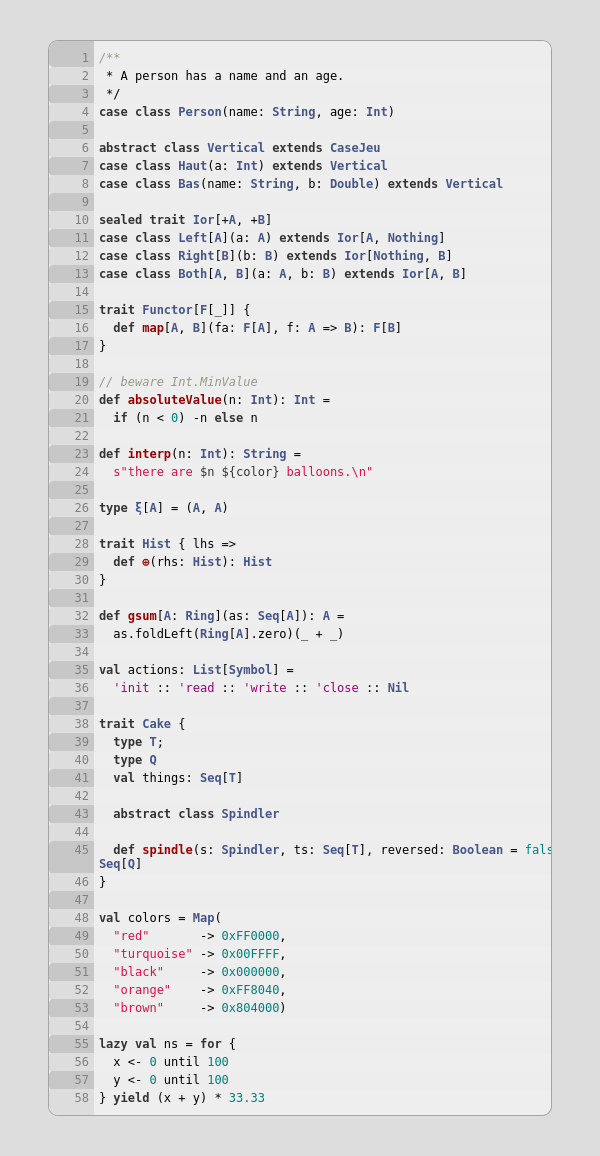 1 /**
2  * A person has a name and an age.
3  */
4 case class Person(name: String, age: Int)
5
6 abstract class Vertical extends CaseJeu
7 case class Haut(a: Int) extends Vertical
8 case class Bas(name: String, b: Double) extends Vertical
9
10 sealed trait Ior[+A, +B]
11 case class Left[A](a: A) extends Ior[A, Nothing]
12 case class Right[B](b: B) extends Ior[Nothing, B]
13 case class Both[A, B](a: A, b: B) extends Ior[A, B]
14
15 trait Functor[F[_]] {
16   def map[A, B](fa: F[A], f: A => B): F[B]
17 }
18
19 // beware Int.MinValue
20 def absoluteValue(n: Int): Int =
21   if (n < 0) -n else n
22
23 def interp(n: Int): String =
24   s"there are $n ${color} balloons.\n"
25
26 type ξ[A] = (A, A)
27
28 trait Hist { lhs =>
29   def ⊕(rhs: Hist): Hist
30 }
31
32 def gsum[A: Ring](as: Seq[A]): A =
33   as.foldLeft(Ring[A].zero)(_ + _)
34
35 val actions: List[Symbol] =
36   'init :: 'read :: 'write :: 'close :: Nil
37
38 trait Cake {
39   type T;
40   type Q
41   val things: Seq[T]
42
43   abstract class Spindler
44
45   def spindle(s: Spindler, ts: Seq[T], reversed: Boolean = fals
Seq[Q]
46 }
47
48 val colors = Map(
49   "red"       -> 0xFF0000,
50   "turquoise" -> 0x00FFFF,
51   "black"     -> 0x000000,
52   "orange"    -> 0xFF8040,
53   "brown"     -> 0x804000)
54
55 lazy val ns = for {
56   x <- 0 until 100
57   y <- 0 until 100
58 } yield (x + y) * 33.33